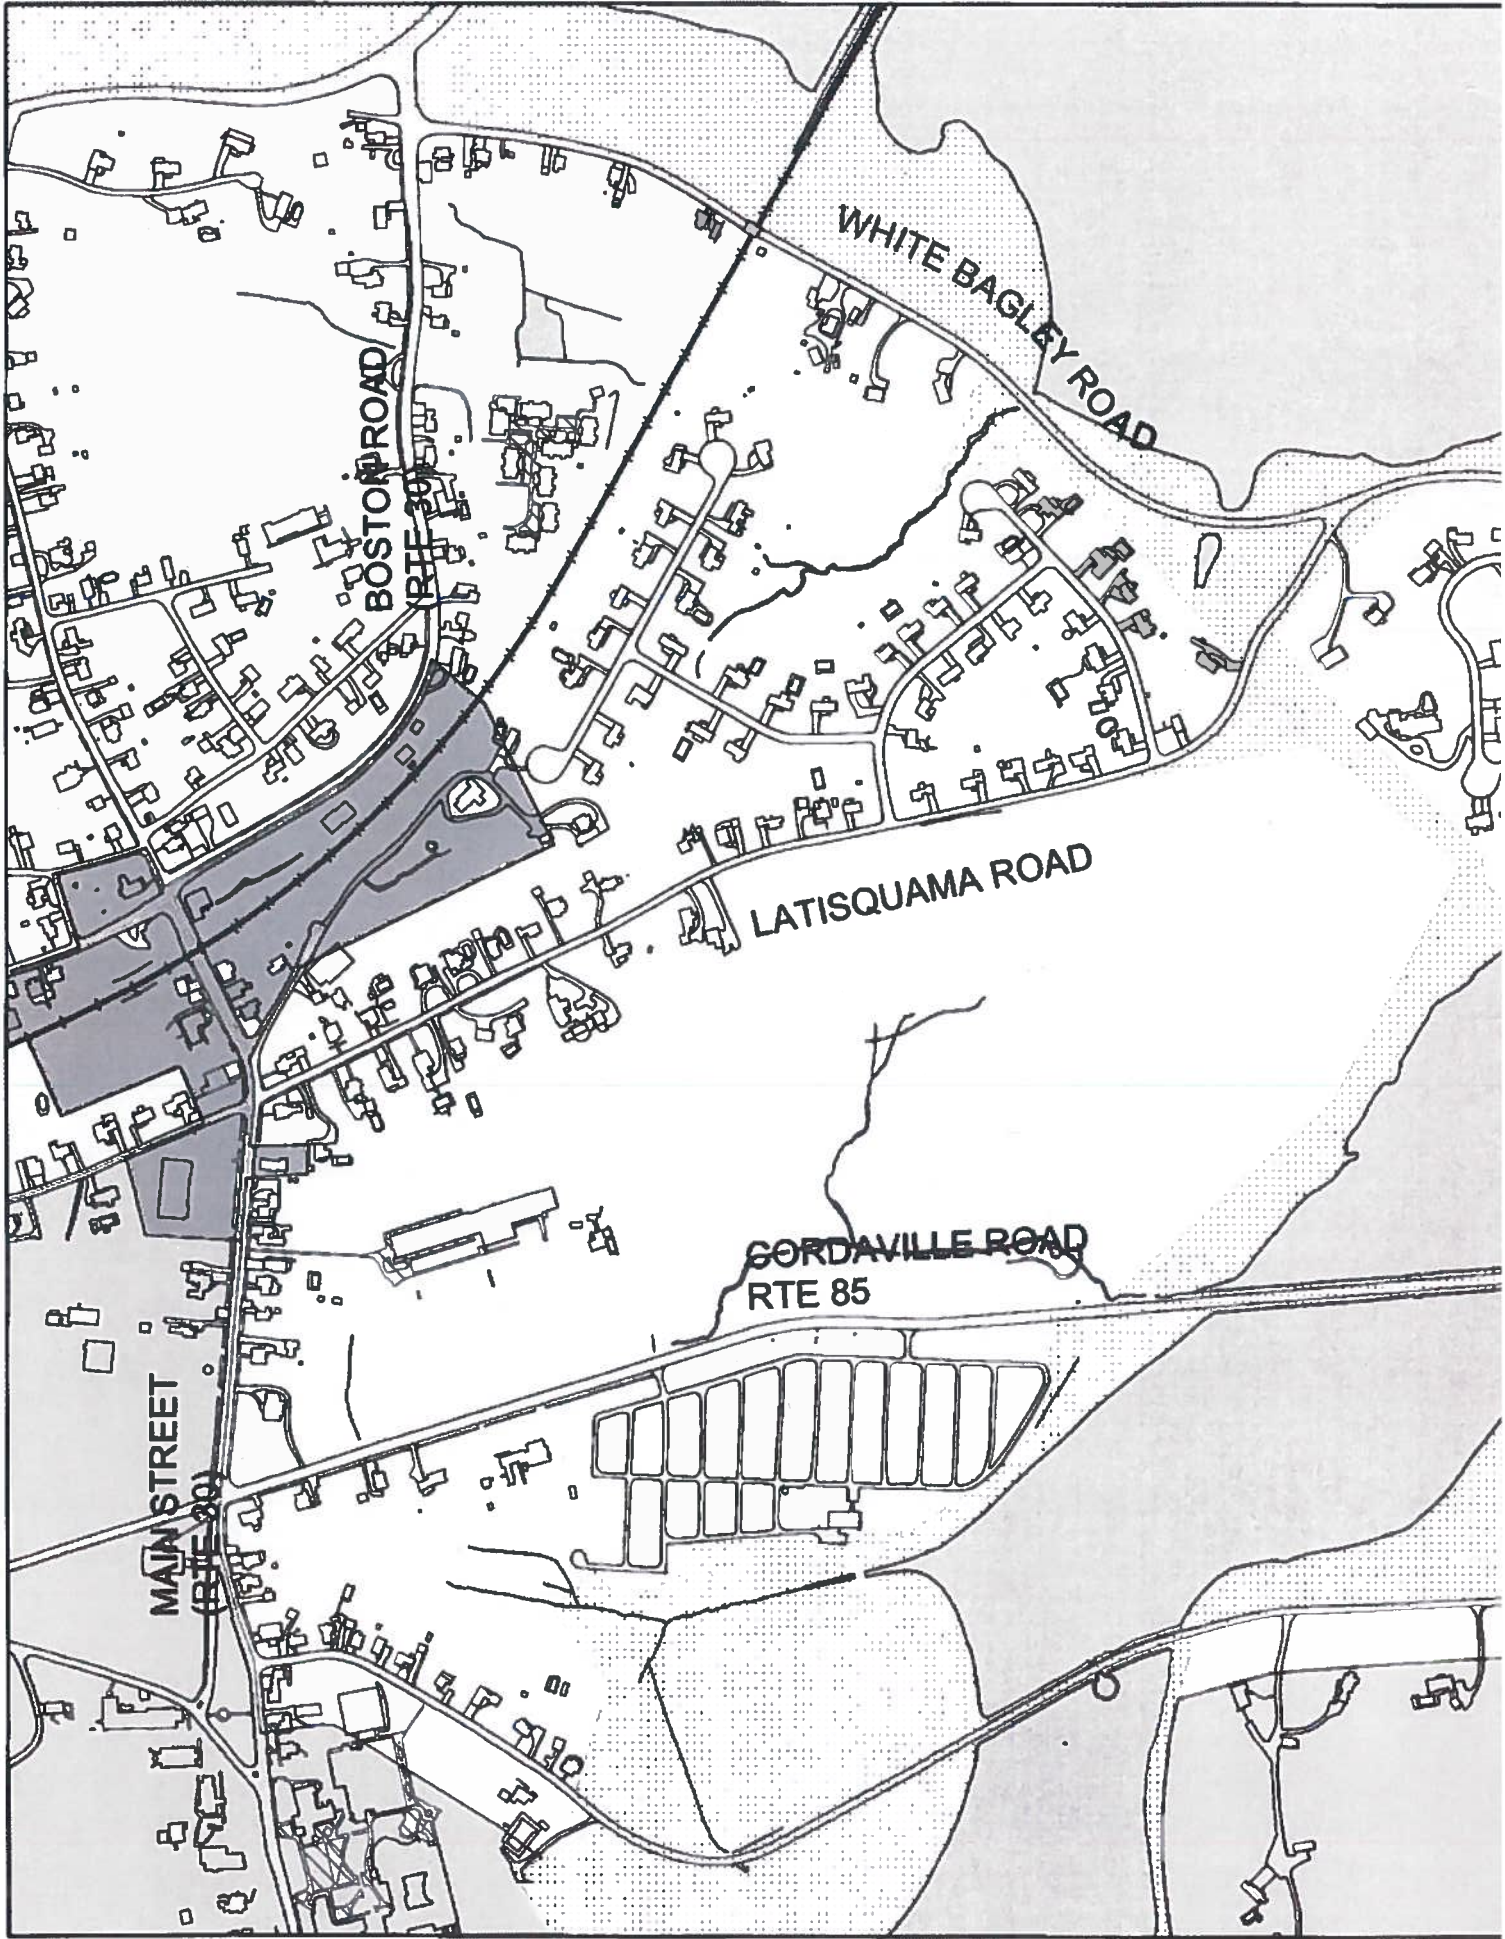 WHITE BAGLEY ROAD
BOSTON ROAD
(RTE 30)
LATISQUAMA ROAD
CORDAVILLE ROAD
RTE 85
MAIN STREET
(RTE 30)